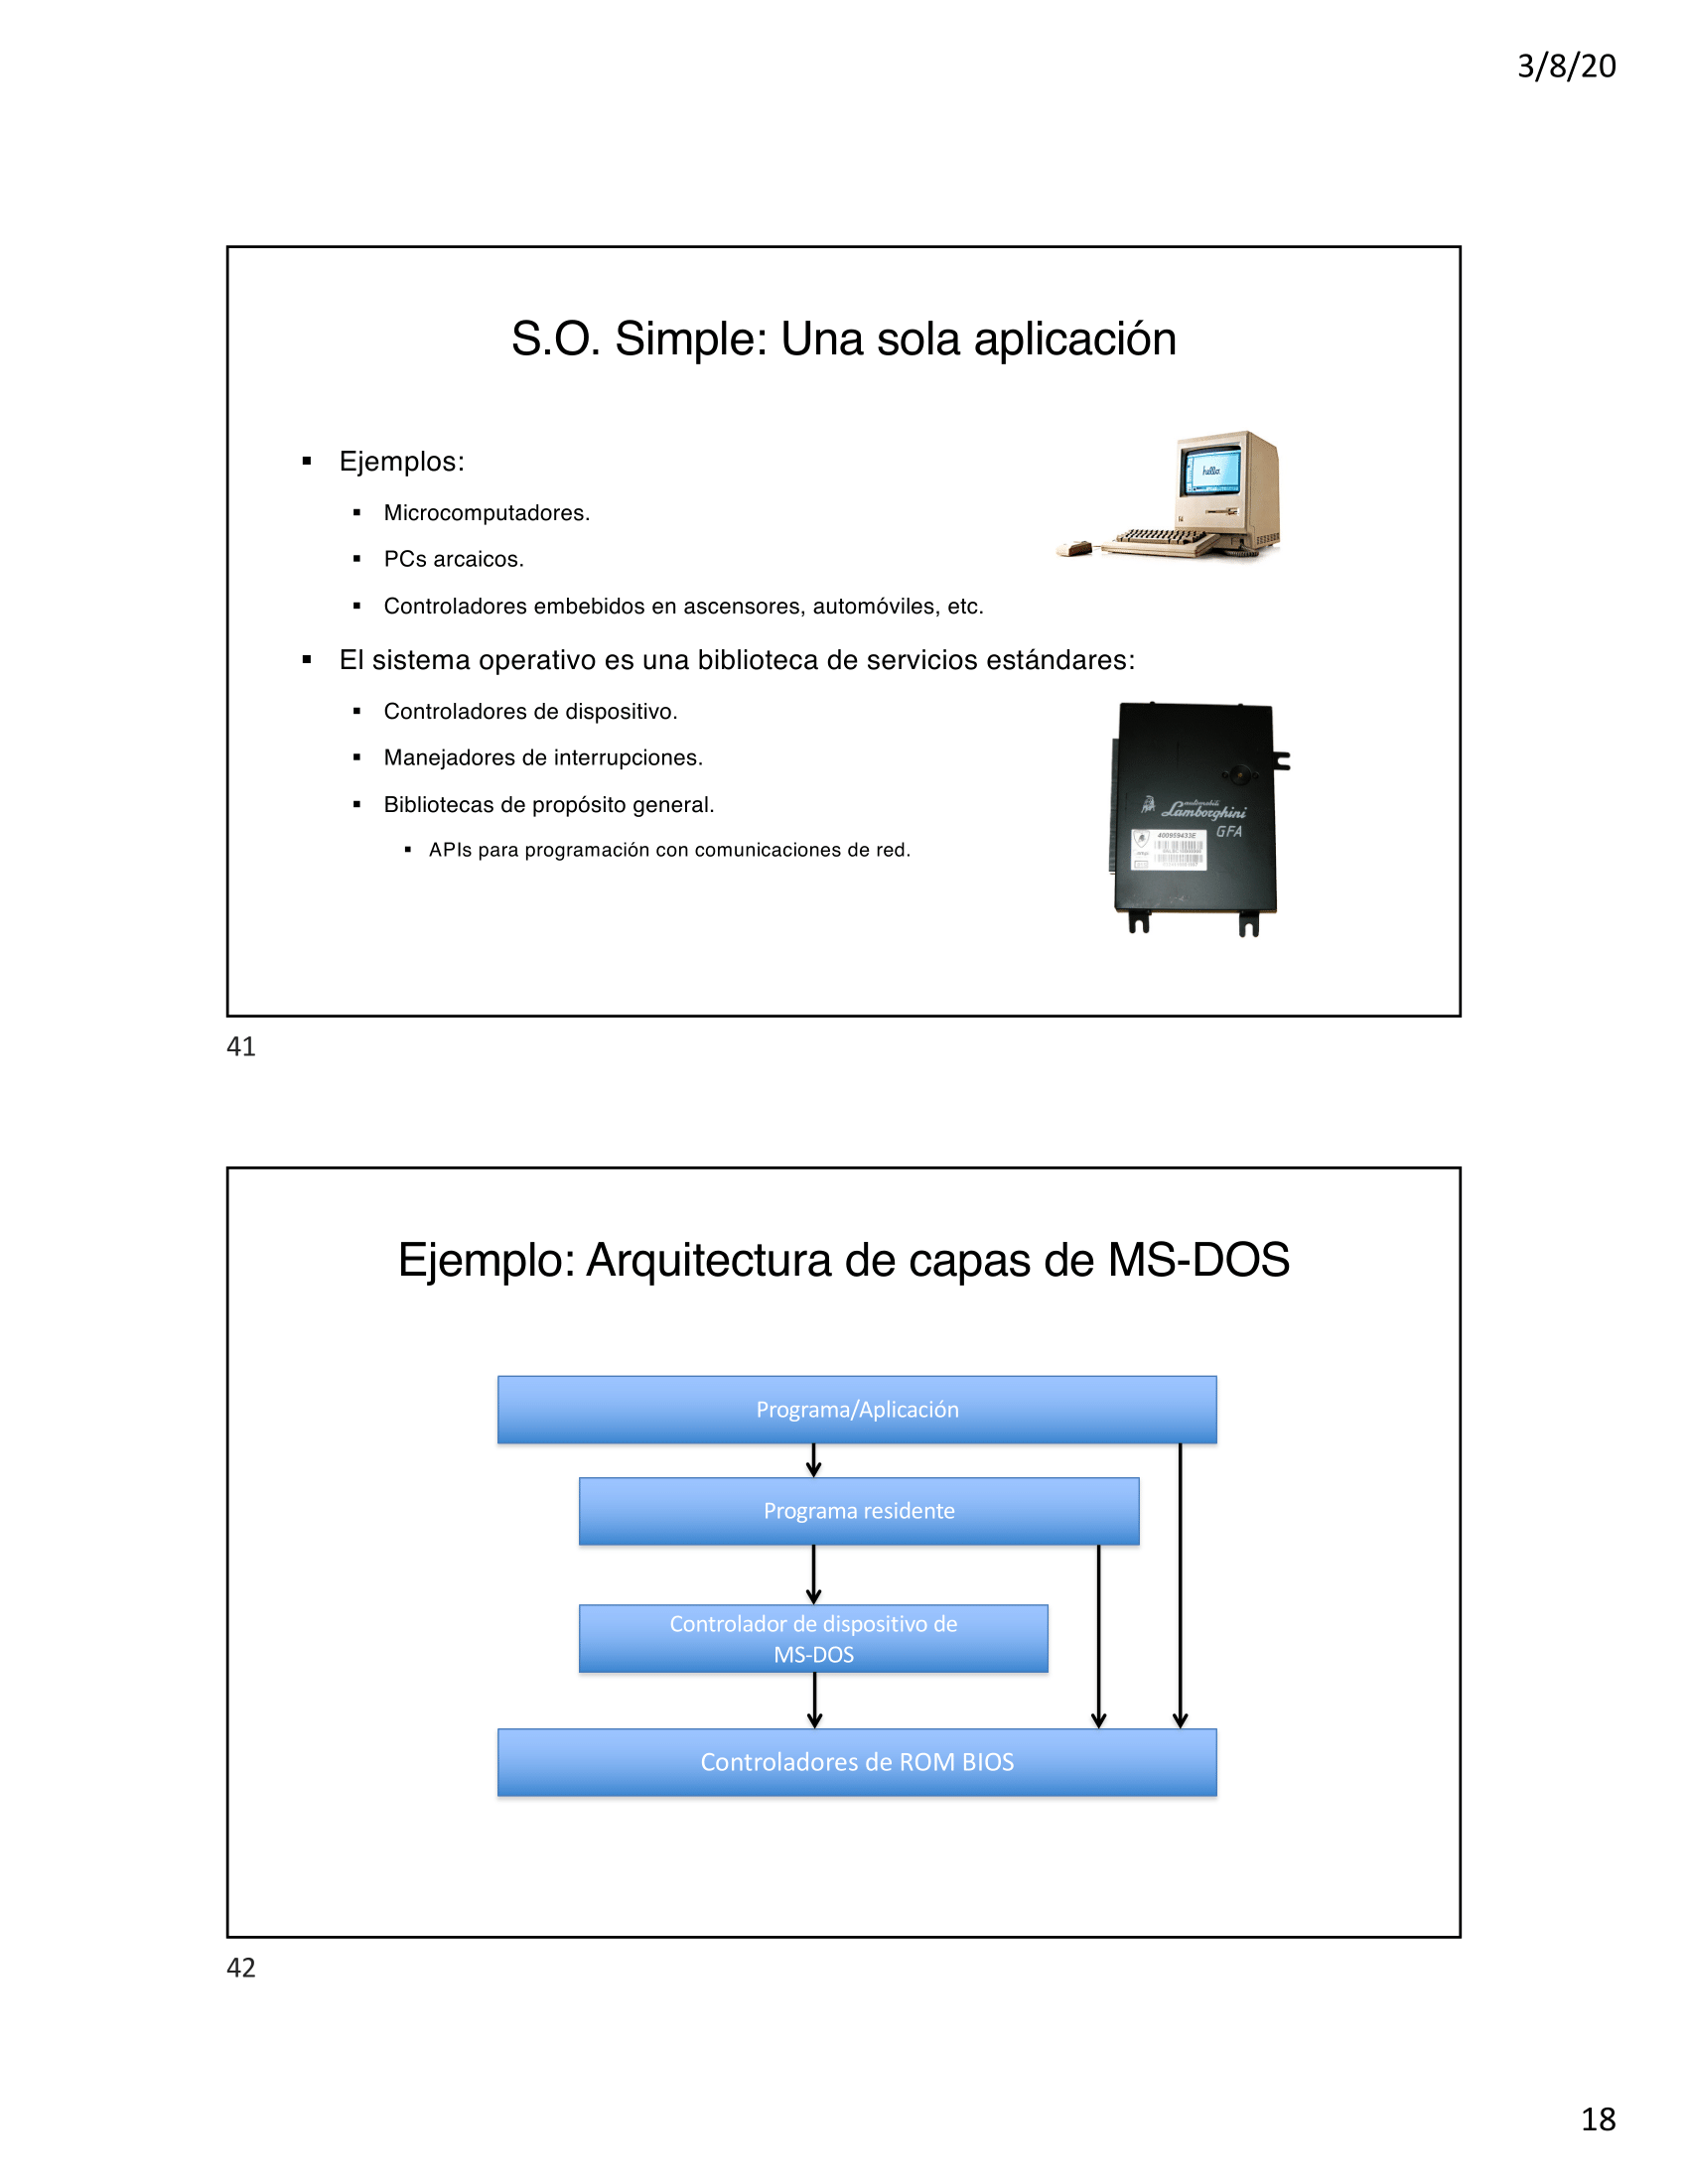 3/8/20
S.O. Simple: Una sola aplicación
▪ Ejemplos:
▪ Microcomputadores.
▪ PCs arcaicos.
▪ Controladores embebidos en ascensores, automóviles, etc.
▪ El sistema operativo es una biblioteca de servicios estándares:
▪ Controladores de dispositivo.
▪ Manejadores de interrupciones.
▪ Bibliotecas de propósito general.
▪ APIs para programación con comunicaciones de red.
hello
automobili
Lamborghini
GFA
400959433E
41
Ejemplo: Arquitectura de capas de MS-DOS
Programa/Aplicación
Programa residente
Controlador de dispositivo de
MS-DOS
Controladores de ROM BIOS
42
18